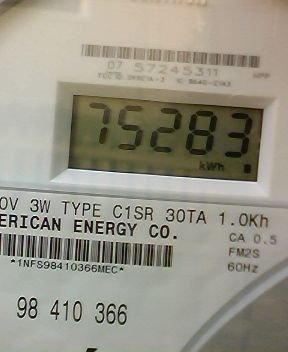 07 57245311
75283
kWh
0V 3W TYPE C1SR 30TA 1.0Kh
ERICAN ENERGY CO.
CA 0.5
FM2S
*1NFS98410366MEC*
60Hz
98 410 366